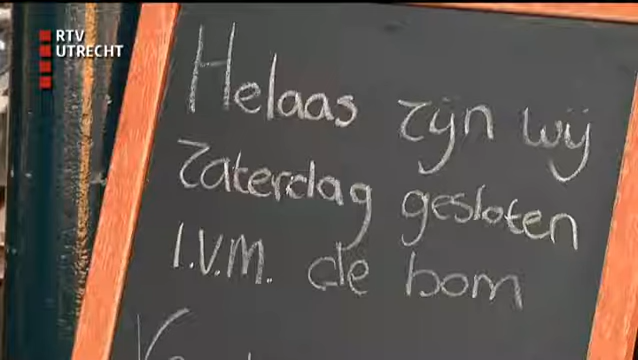 RTV
UTRECHT
Helaas zijn wij
Zaterdag gesloten
I.V.M. de bom